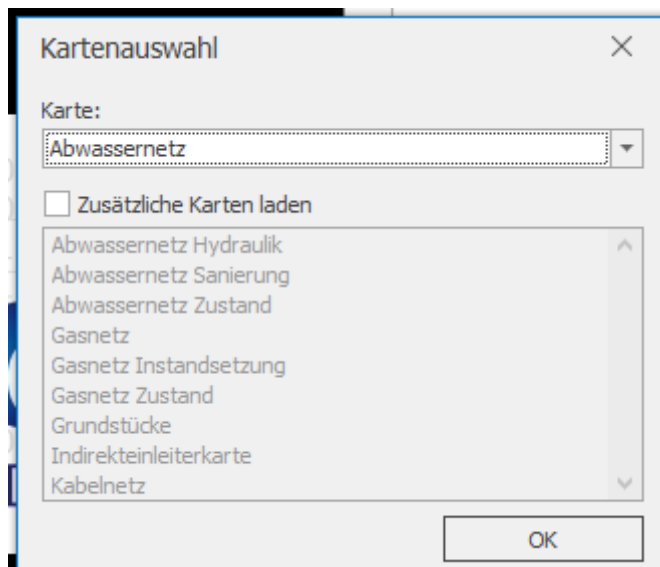 Kartenauswahl
Karte:
Abwassernetz
Zusätzliche Karten laden
Abwassernetz Hydraulik
Abwassernetz Sanierung
Abwassernetz Zustand
Gasnetz
Gasnetz Instandsetzung
Gasnetz Zustand
Grundstücke
Indirekteinleiterkarte
Kabelnetz
OK